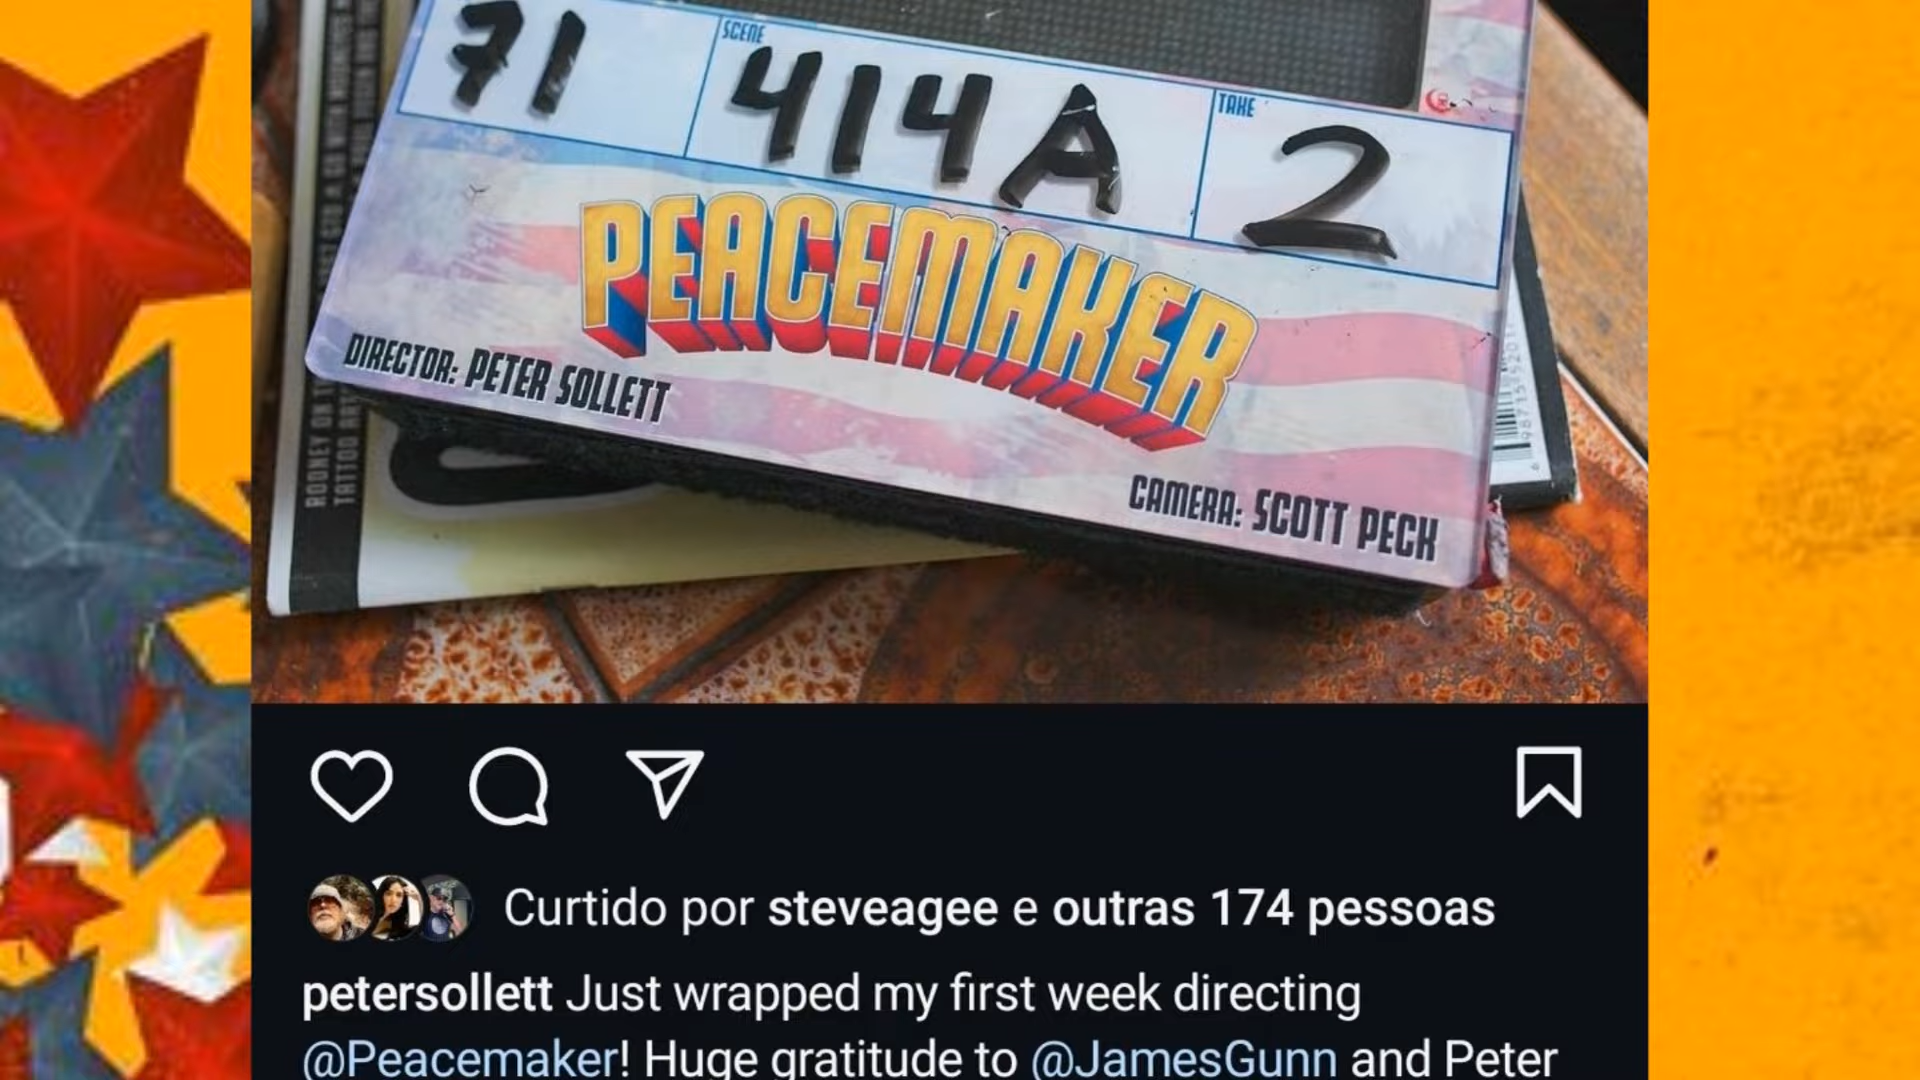 71
SCENE
414A
TAKE
2
PEACEMAKER
DIRECTOR: PETER SOLLETT
CAMERA: SCOTT PECK
Curtido por steveagee e outras 174 pessoas
petersollett Just wrapped my first week directing
@Peacemaker! Huge gratitude to @JamesGunn and Peter